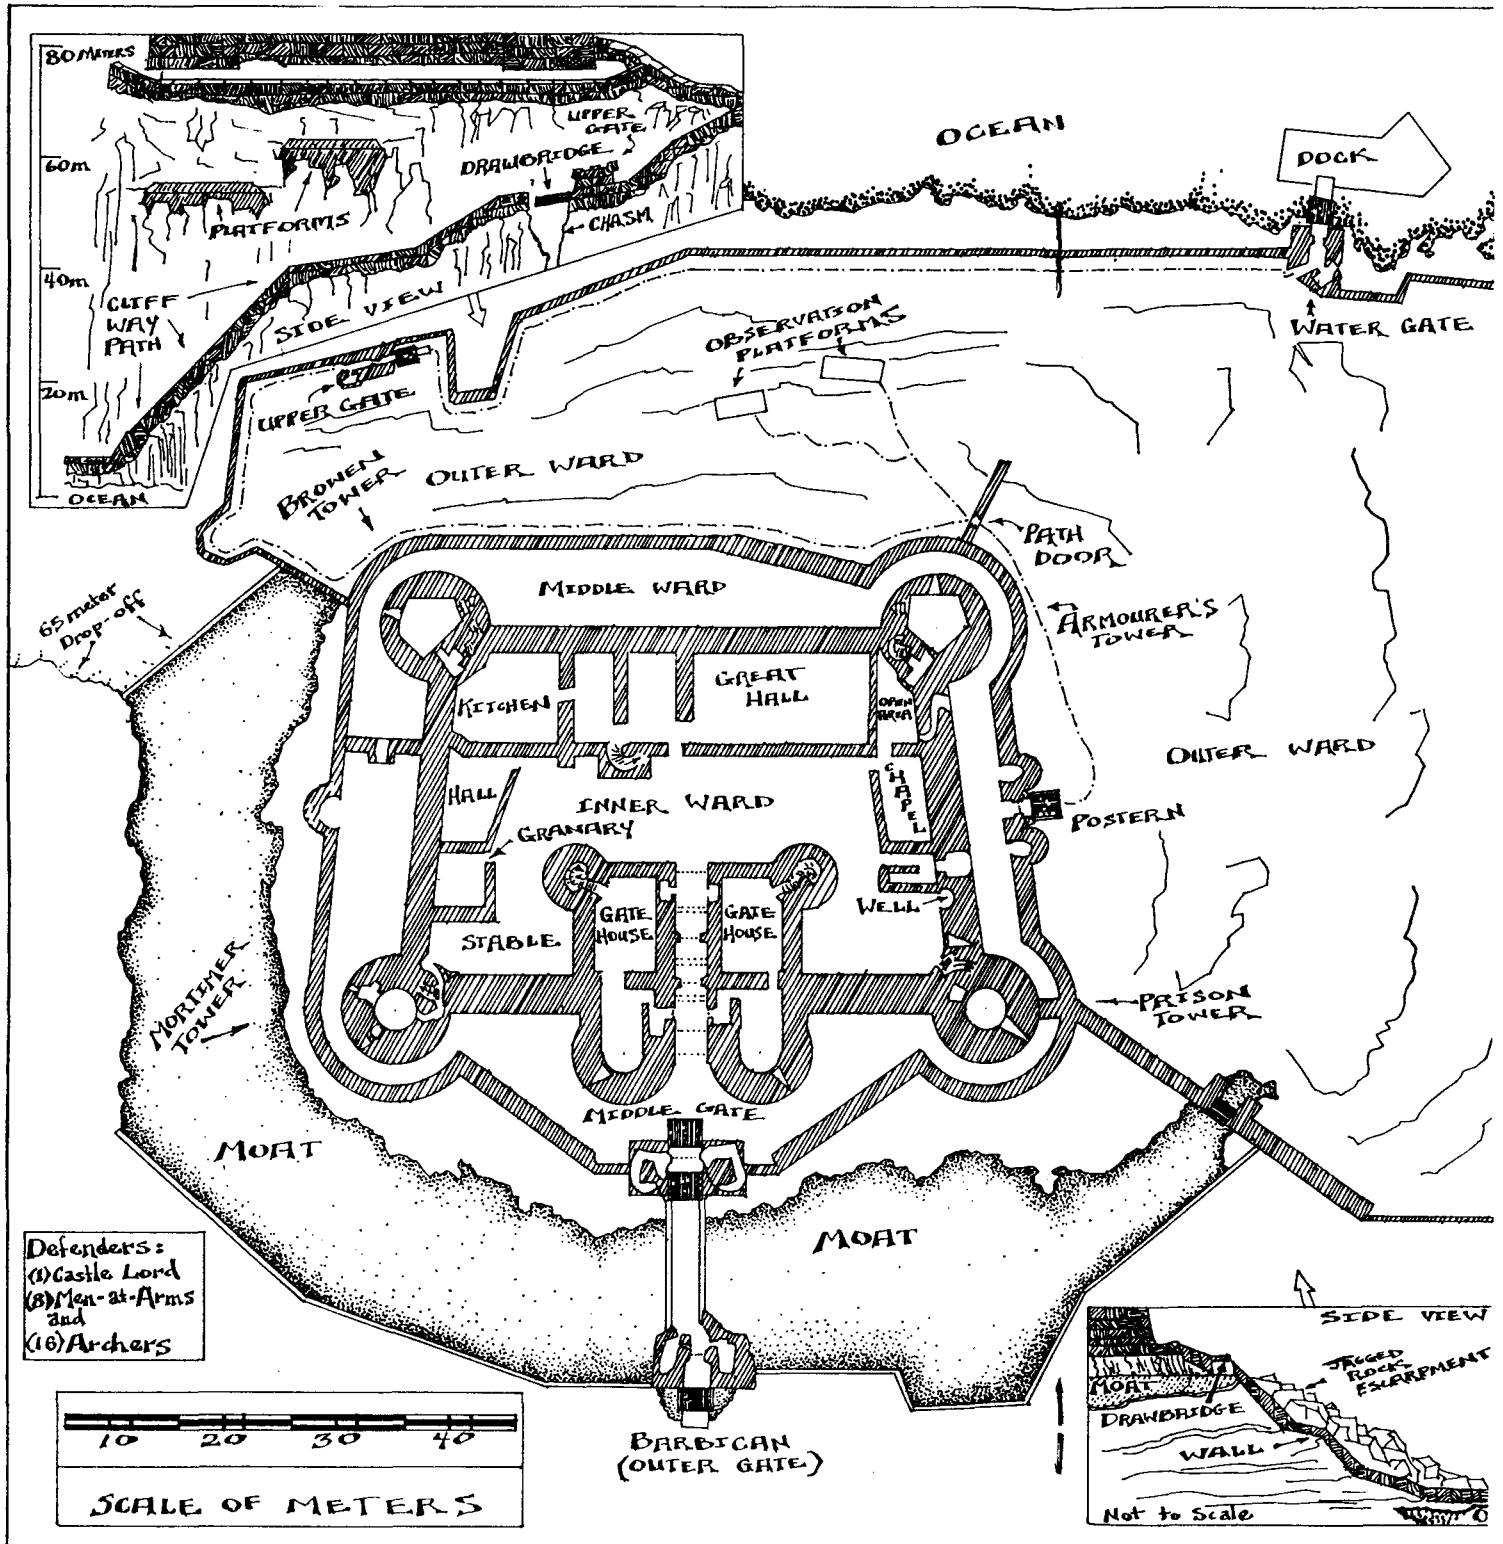 80 METERS
60m
40m
20m
UPPER
GATE
DRAWBRIDGE
CHASM
PLATFORMS
CLIFF
WAY
PATH
SIDE VIEW
OCEAN
OCEAN
DOCK
WATER GATE
OBSERVATION
PLATFORMS
UPPER GATE
BROWEN
TOWER
OUTER WARD
PATH
DOOR
65 meter
Drop-off
MIDDLE WARD
ARMOURER'S
TOWER
KITCHEN
GREAT
HALL
OPEN
AREA
OUTER WARD
HALL
INNER WARD
CHAPEL
GRANARY
POSTERN
GATE
HOUSE
GATE
HOUSE
WELL
STABLE
MORTIMER
TOWER
PRISON
TOWER
MIDDLE GATE
MOAT
MOAT
Defenders:
(1) Castle Lord
(8) Men-at-Arms
and
(16) Archers
BARBICAN
(OUTER GATE)
10 20 30 40
SCALE OF METERS
SIDE VIEW
JAGGED
ROCK
ESCARPMENT
MOAT
DRAWBRIDGE
WALL
Not to Scale
O